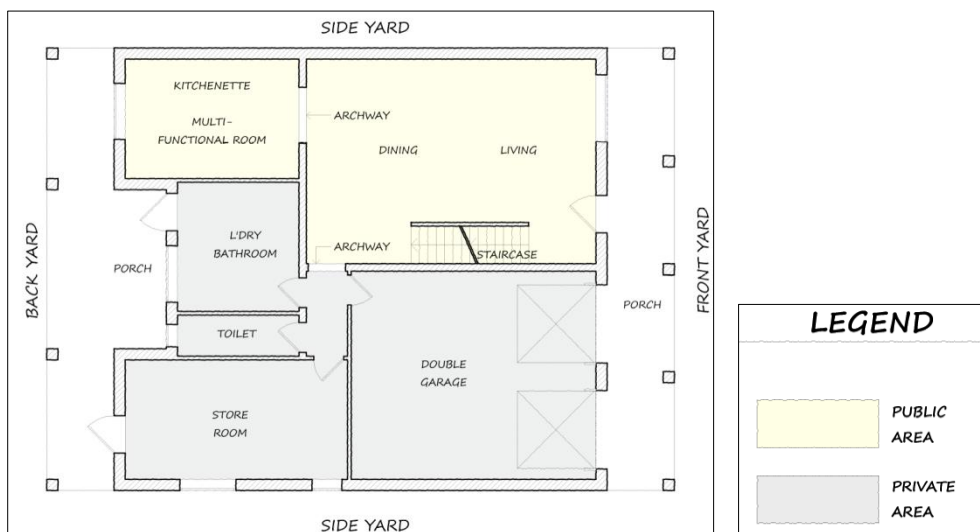 SIDE YARD
KITCHENETTE
MULTI-
FUNCTIONAL ROOM
ARCHWAY
DINING
LIVING
L'DRY
BATHROOM
ARCHWAY
STAIRCASE
BACK YARD
PORCH
FRONT YARD
PORCH
TOILET
DOUBLE
GARAGE
STORE
ROOM
SIDE YARD
LEGEND
PUBLIC
AREA
PRIVATE
AREA